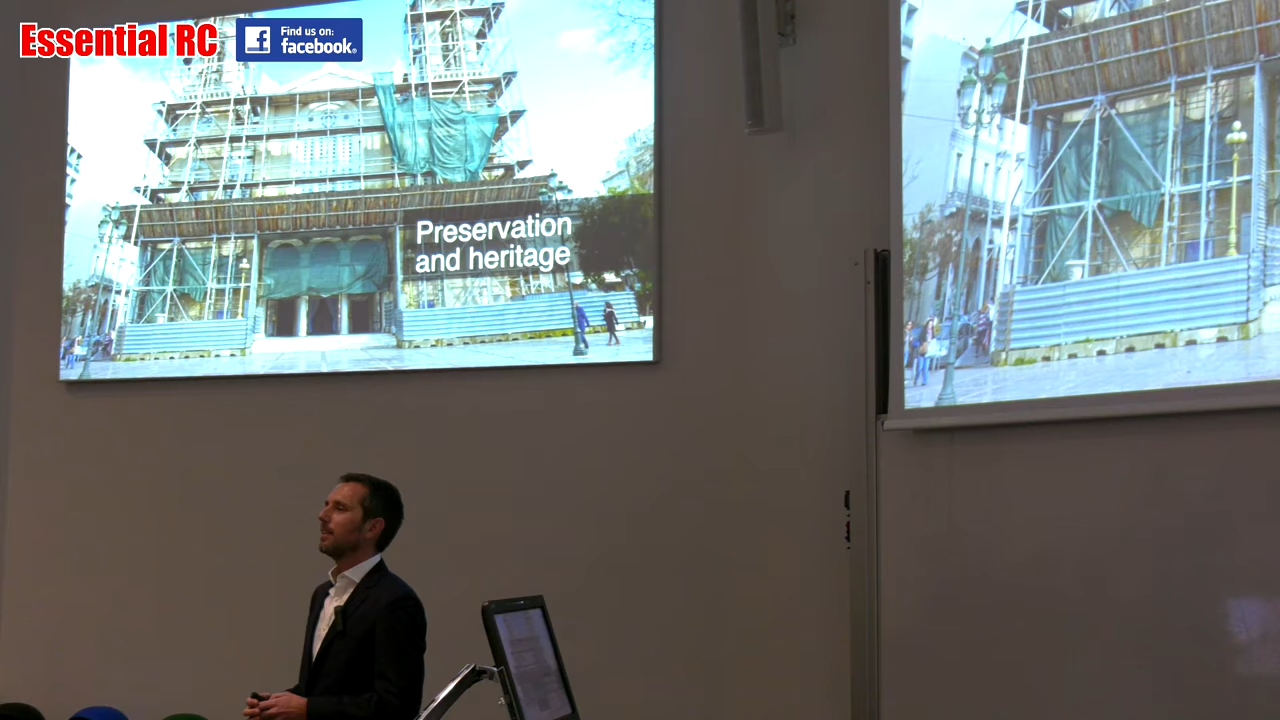 Essential RC
Find us on:
facebook®
Preservation
and heritage